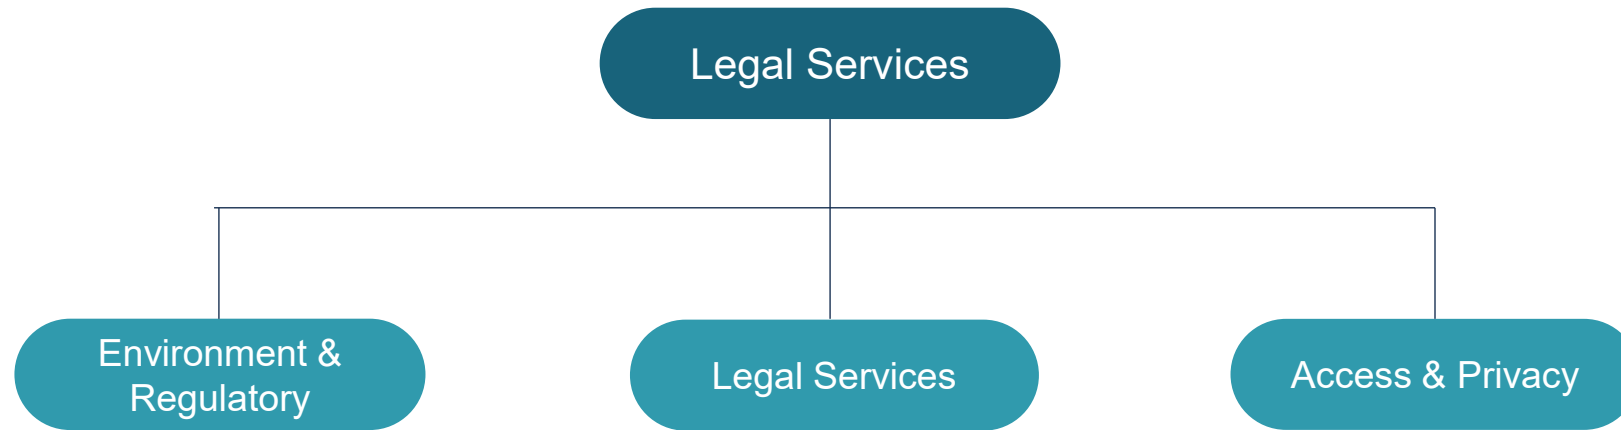 Legal Services
Environment &
Regulatory
Legal Services
Access & Privacy